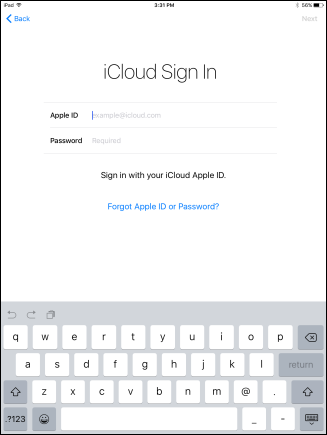 iPad 3:31 PM 56%
Back Next
iCloud Sign In
Apple ID example@icloud.com
Password Required
Sign in with your iCloud Apple ID.
Forgot Apple ID or Password?
q w e r t y u i o p
a s d f g h j k l return
z x c v b n m @ .
.?123 _ -